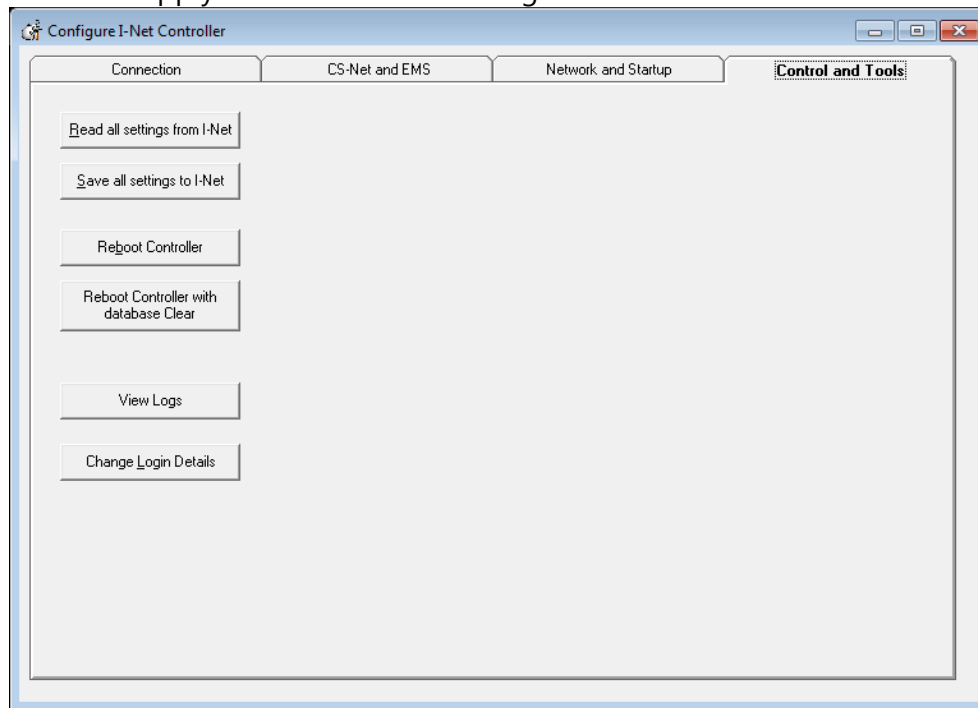 apply
Configure I-Net Controller
Connection
CS-Net and EMS
Network and Startup
Control and Tools
Read all settings from I-Net
Save all settings to I-Net
Reboot Controller
Reboot Controller with
database Clear
View Logs
Change Login Details